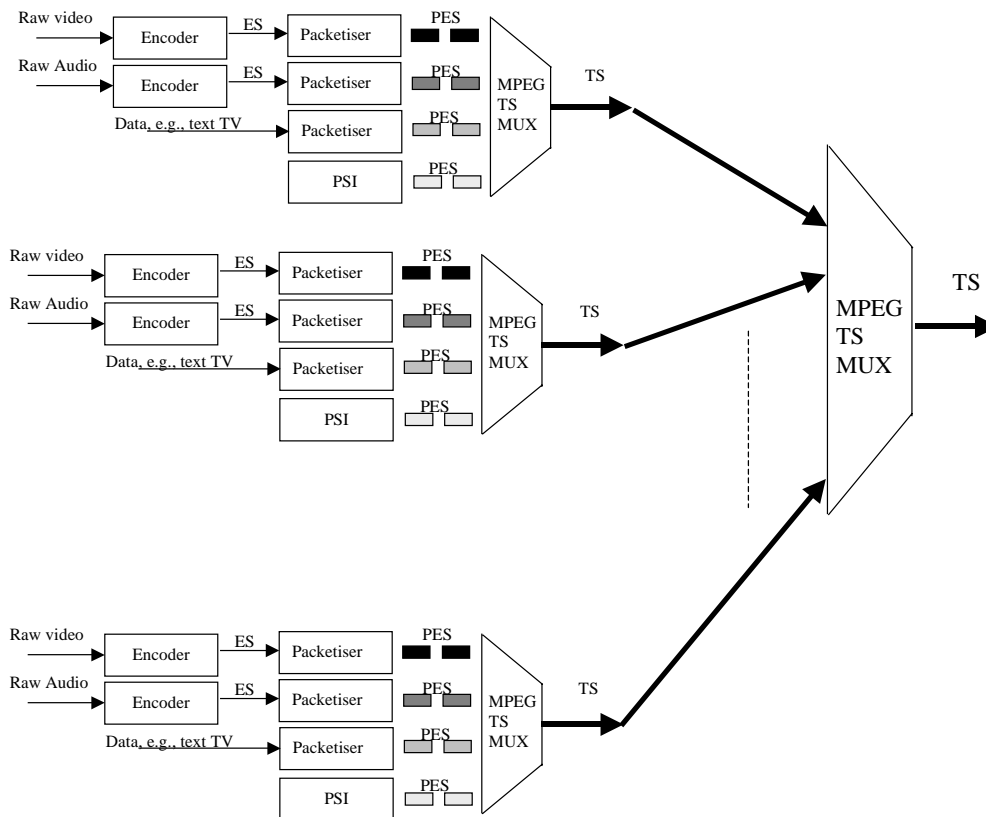 Raw video
Encoder
ES
Packetiser
PES
Raw Audio
Encoder
ES
Packetiser
PES
Data, e.g., text TV
Packetiser
PES
PSI
PES
MPEG
TS
MUX
TS
Raw video
Encoder
ES
Packetiser
PES
Raw Audio
Encoder
ES
Packetiser
PES
Data, e.g., text TV
Packetiser
PES
PSI
PES
MPEG
TS
MUX
TS
MPEG
TS
MUX
TS
Raw video
Encoder
ES
Packetiser
PES
Raw Audio
Encoder
ES
Packetiser
PES
Data, e.g., text TV
Packetiser
PES
PSI
PES
MPEG
TS
MUX
TS